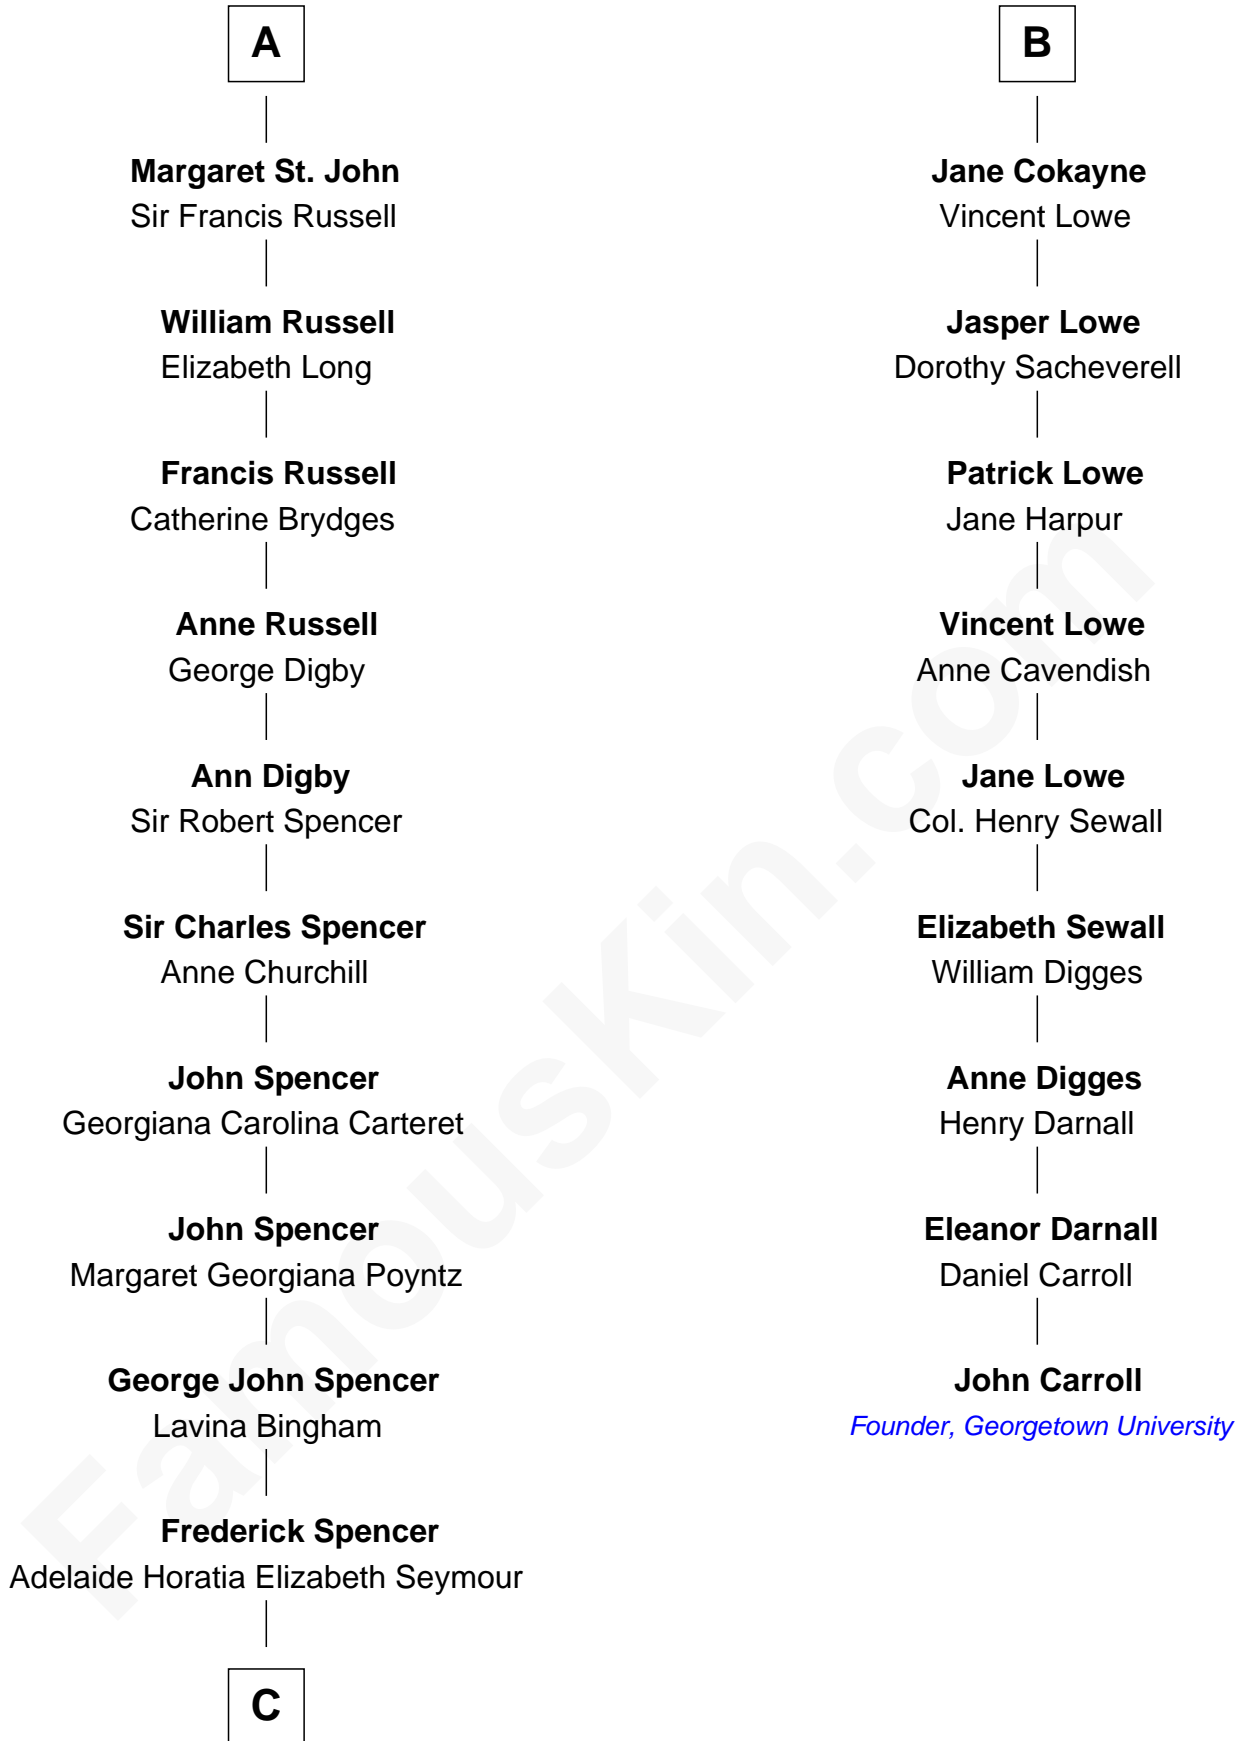 A
Margaret St. John
Sir Francis Russell
William Russell
Elizabeth Long
Francis Russell
Catherine Brydges
Anne Russell
George Digby
Ann Digby
Sir Robert Spencer
Sir Charles Spencer
Anne Churchill
John Spencer
Georgiana Carolina Carteret
John Spencer
Margaret Georgiana Poyntz
George John Spencer
Lavina Bingham
Frederick Spencer
Adelaide Horatia Elizabeth Seymour
C
B
Jane Cokayne
Vincent Lowe
Jasper Lowe
Dorothy Sacheverell
Patrick Lowe
Jane Harpur
Vincent Lowe
Anne Cavendish
Jane Lowe
Col. Henry Sewall
Elizabeth Sewall
William Digges
Anne Digges
Henry Darnall
Eleanor Darnall
Daniel Carroll
John Carroll
Founder, Georgetown University
FamousKin.com